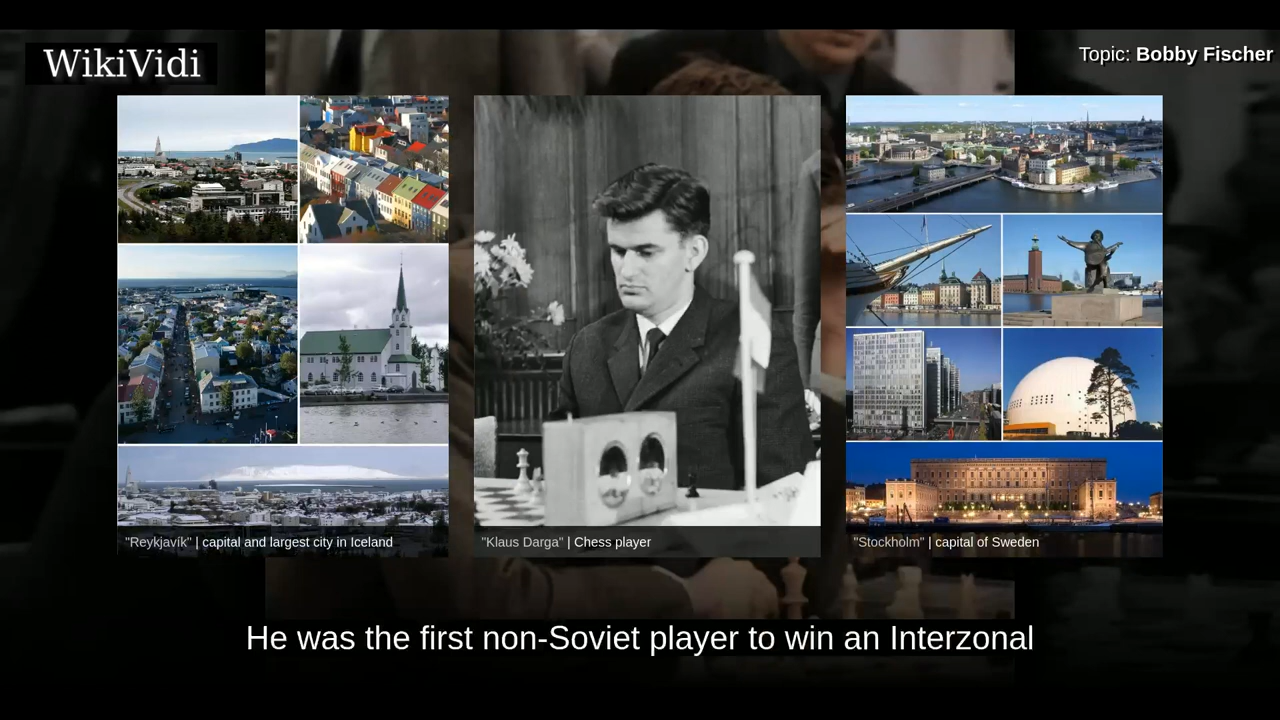 WikiVidi
Topic: Bobby Fischer
"Reykjavík" | capital and largest city in Iceland
"Klaus Darga" | Chess player
"Stockholm" | capital of Sweden
He was the first non-Soviet player to win an Interzonal